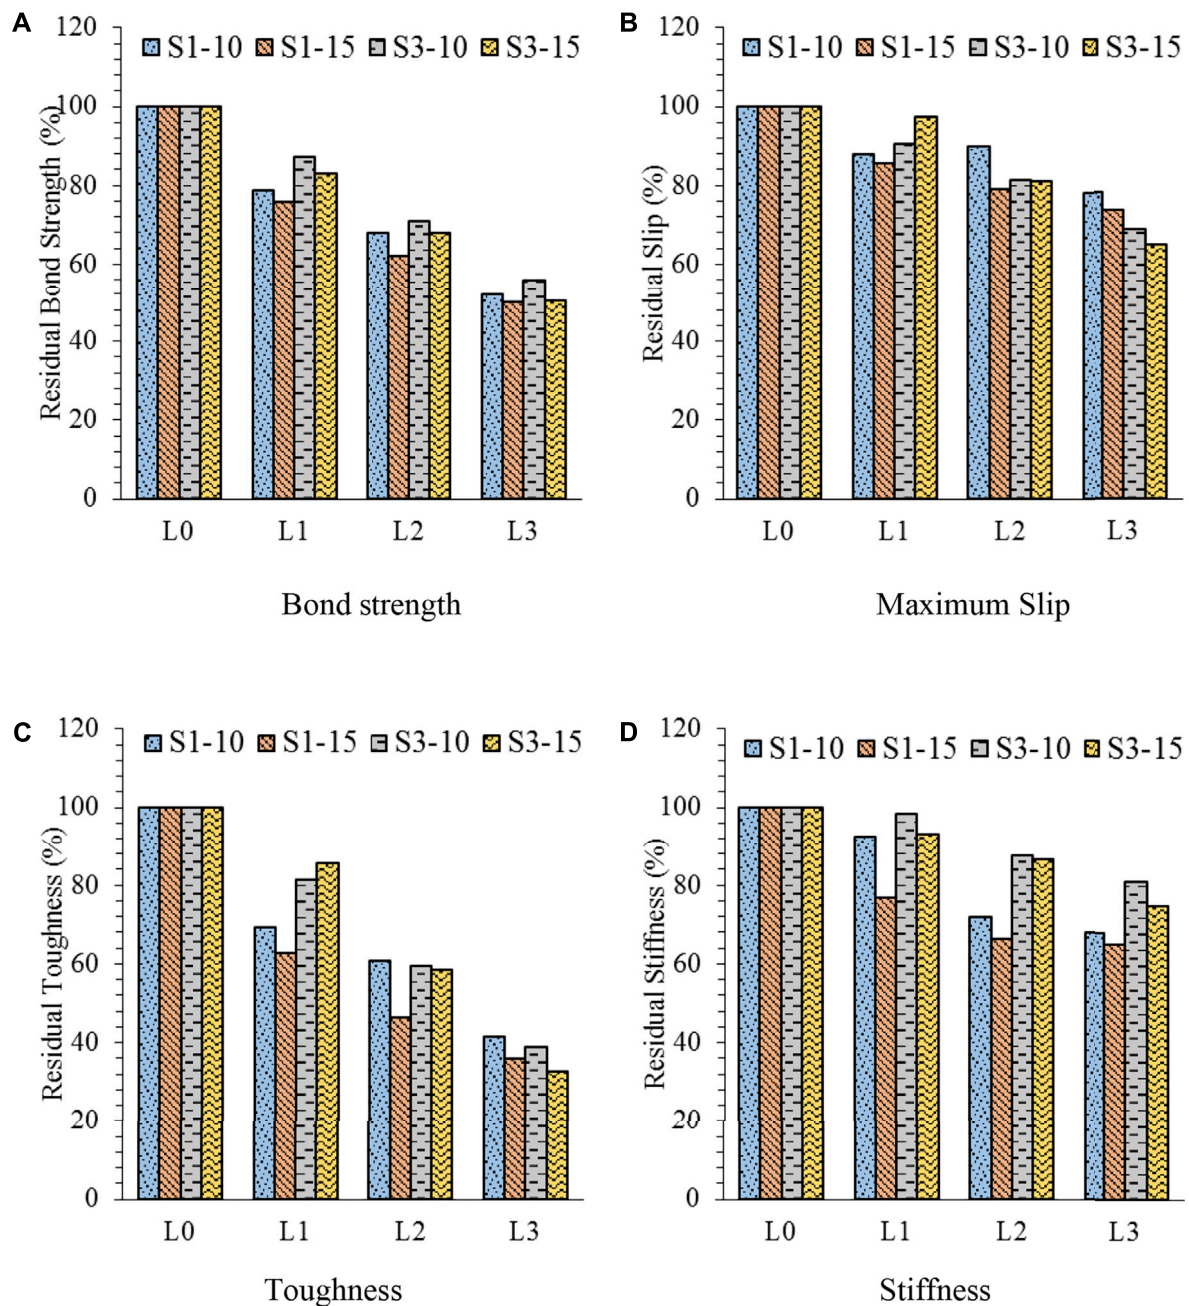 A
120
S1-10 S1-15 S3-10 S3-15
100
80
60
40
20
0
Residual Bond Strength (%)
L0 L1 L2 L3
Bond strength
B
120
S1-10 S1-15 S3-10 S3-15
100
80
60
40
20
0
Residual Slip (%)
L0 L1 L2 L3
Maximum Slip
C
120
S1-10 S1-15 S3-10 S3-15
100
80
60
40
20
0
Residual Toughness (%)
L0 L1 L2 L3
Toughness
D
120
S1-10 S1-15 S3-10 S3-15
100
80
60
40
20
0
Residual Stiffness (%)
L0 L1 L2 L3
Stiffness